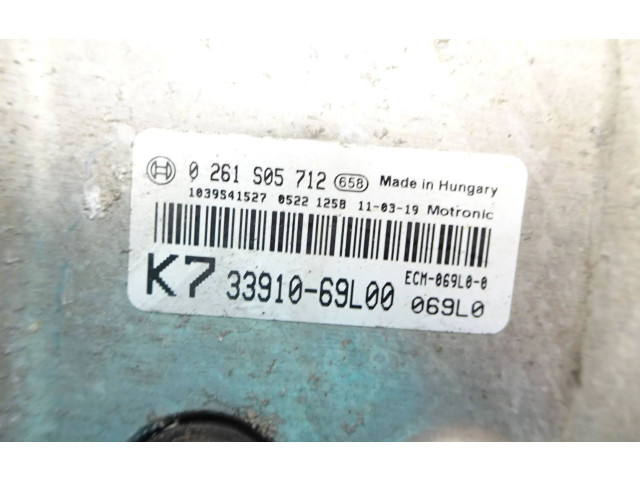 0 261 S05 712 658 Made in Hungary
1039S41527 0522 1258 11-03-19 Motronic
ECM-069L0-0
K7 33910-69L00 069L0